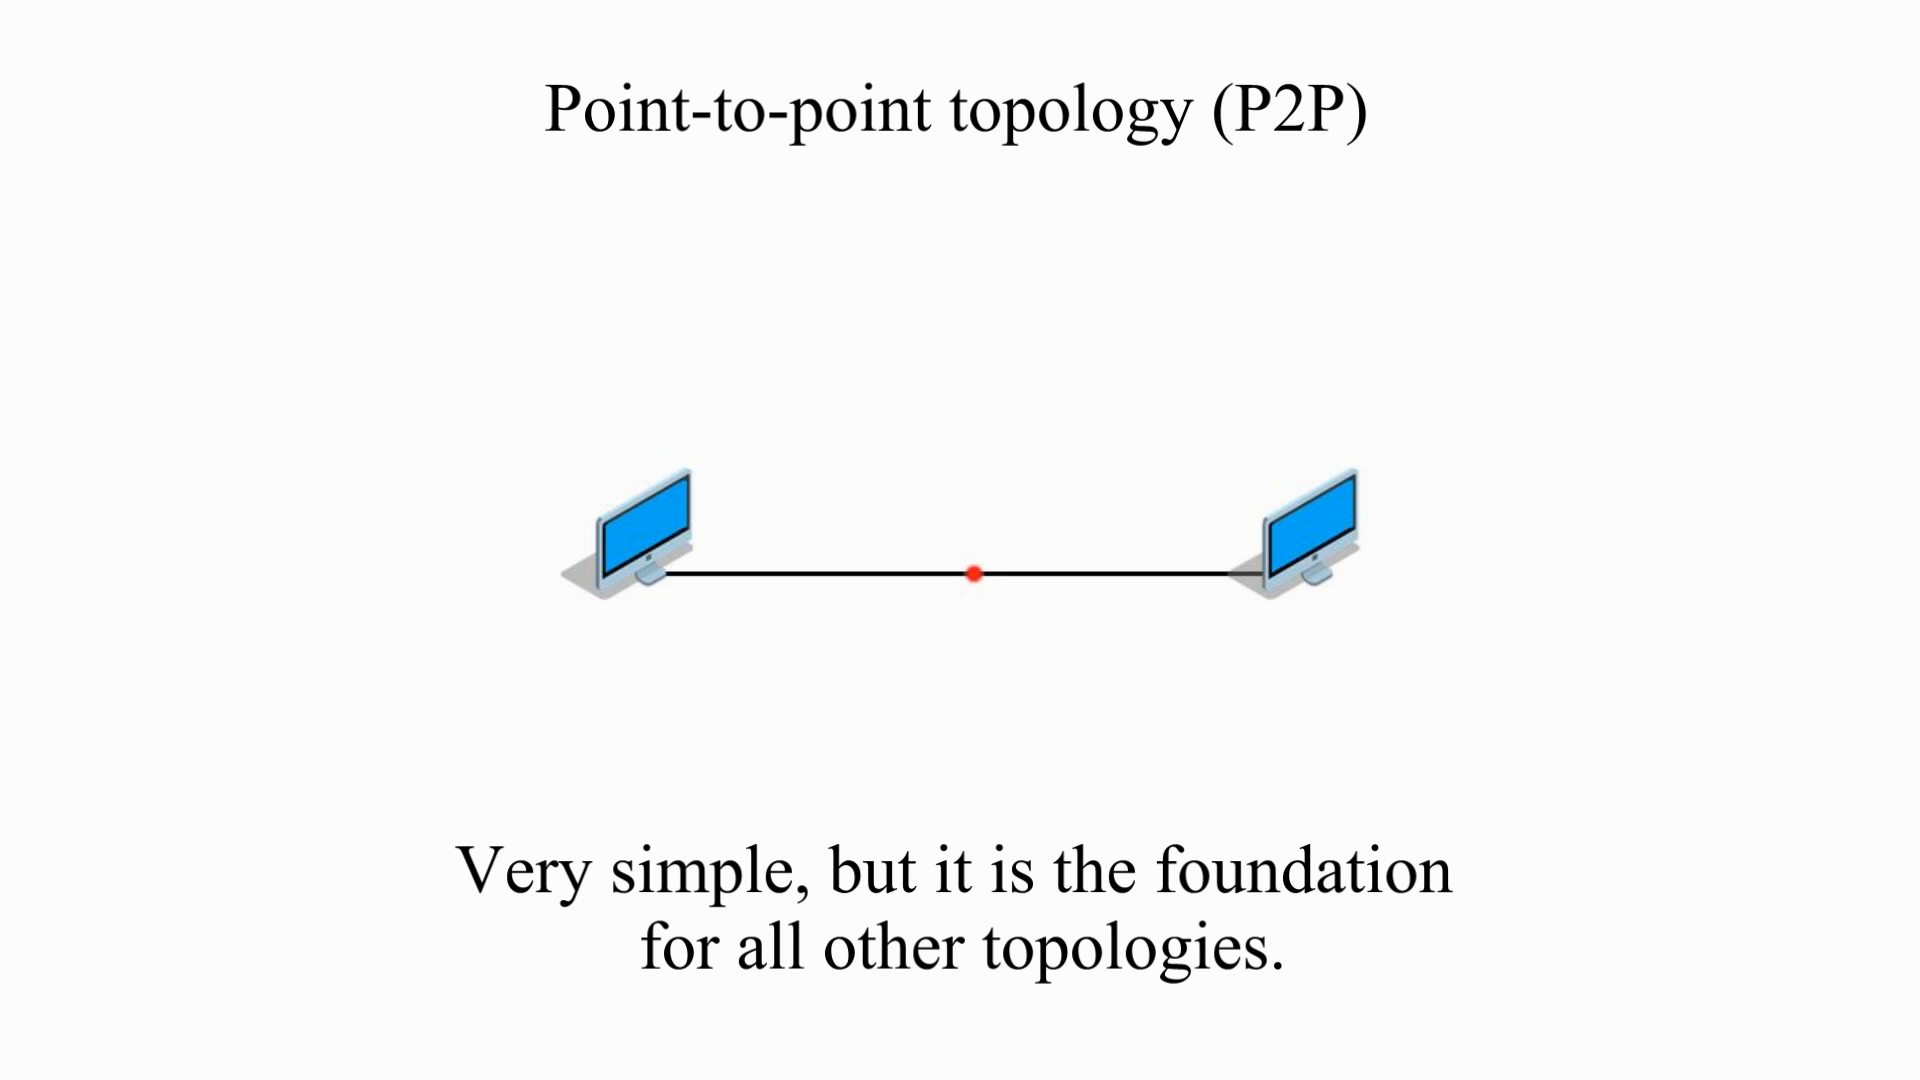 Point-to-point topology (P2P)
Very simple, but it is the foundation
for all other topologies.